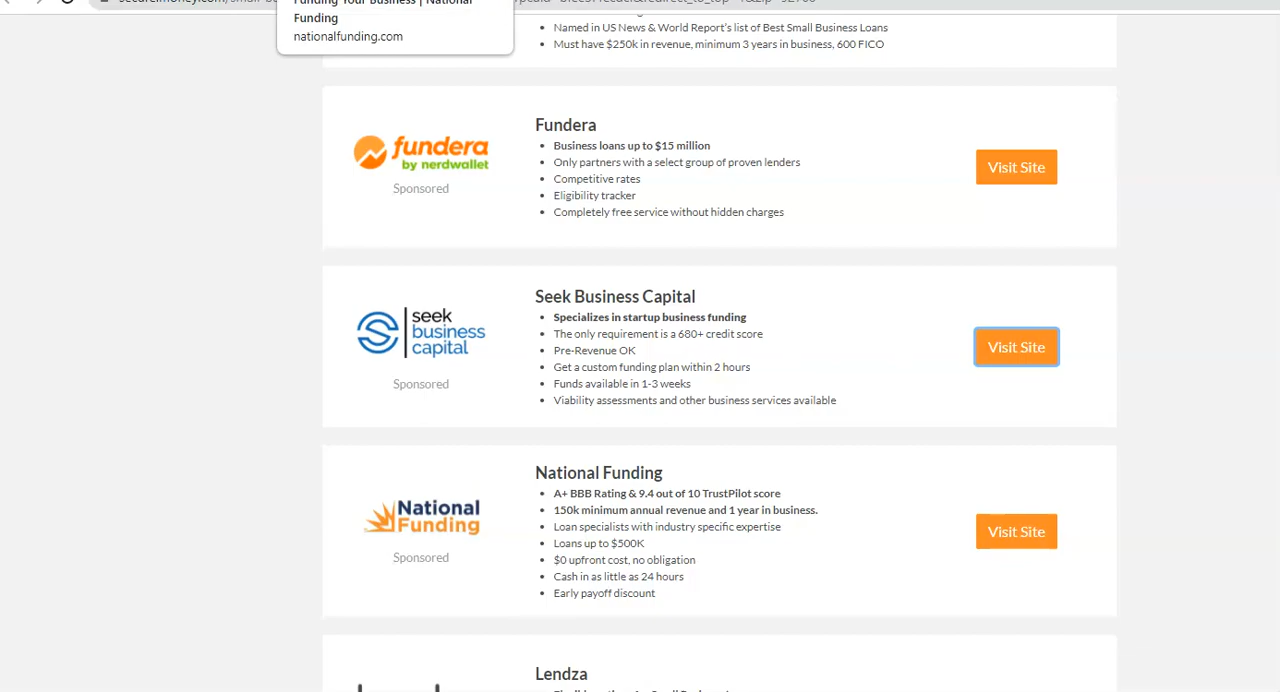 Funding
nationalfunding.com
Named in US News & World Report's list of Best Small Business Loans
Must have $250k in revenue, minimum 3 years in business, 600 FICO
fundera
by nerdwallet
Sponsored
Fundera
Business loans up to $15 million
Only partners with a select group of proven lenders
Competitive rates
Eligibility tracker
Completely free service without hidden charges
Visit Site
seek
business
capital
Sponsored
Seek Business Capital
Specializes in startup business funding
The only requirement is a 680+ credit score
Pre-Revenue OK
Get a custom funding plan within 2 hours
Funds available in 1-3 weeks
Viability assessments and other business services available
Visit Site
National
Funding
Sponsored
National Funding
A+ BBB Rating & 9.4 out of 10 TrustPilot score
150k minimum annual revenue and 1 year in business.
Loan specialists with industry specific expertise
Loans up to $500K
$0 upfront cost, no obligation
Cash in as little as 24 hours
Early payoff discount
Visit Site
Lendza